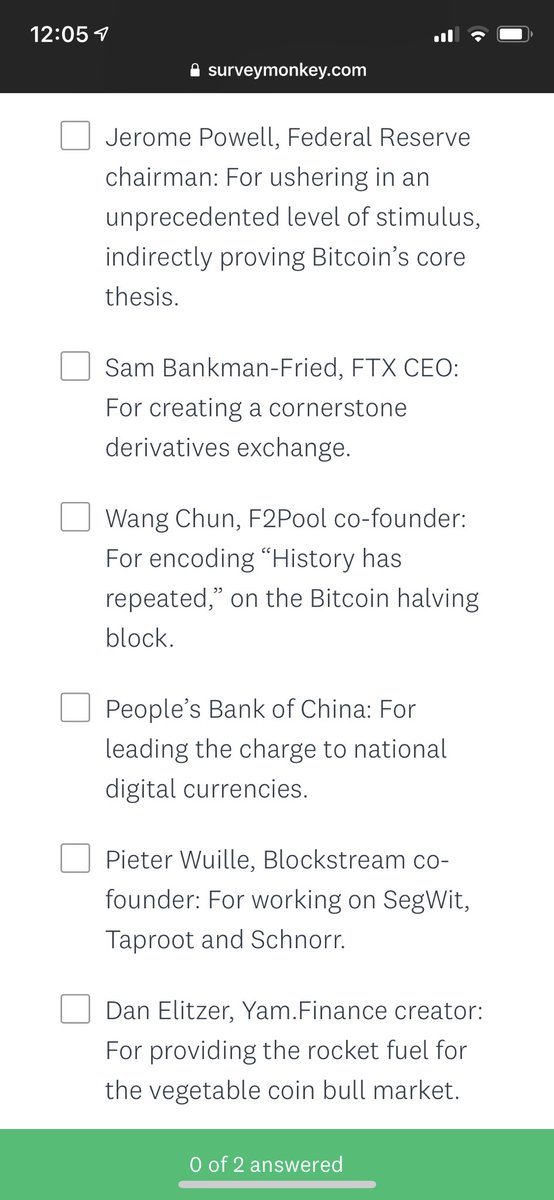 12:05
surveymonkey.com
Jerome Powell, Federal Reserve
chairman: For ushering in an
unprecedented level of stimulus,
indirectly proving Bitcoin’s core
thesis.
Sam Bankman-Fried, FTX CEO:
For creating a cornerstone
derivatives exchange.
Wang Chun, F2Pool co-founder:
For encoding “History has
repeated,” on the Bitcoin halving
block.
People’s Bank of China: For
leading the charge to national
digital currencies.
Pieter Wuille, Blockstream co-
founder: For working on SegWit,
Taproot and Schnorr.
Dan Elitzer, Yam.Finance creator:
For providing the rocket fuel for
the vegetable coin bull market.
0 of 2 answered